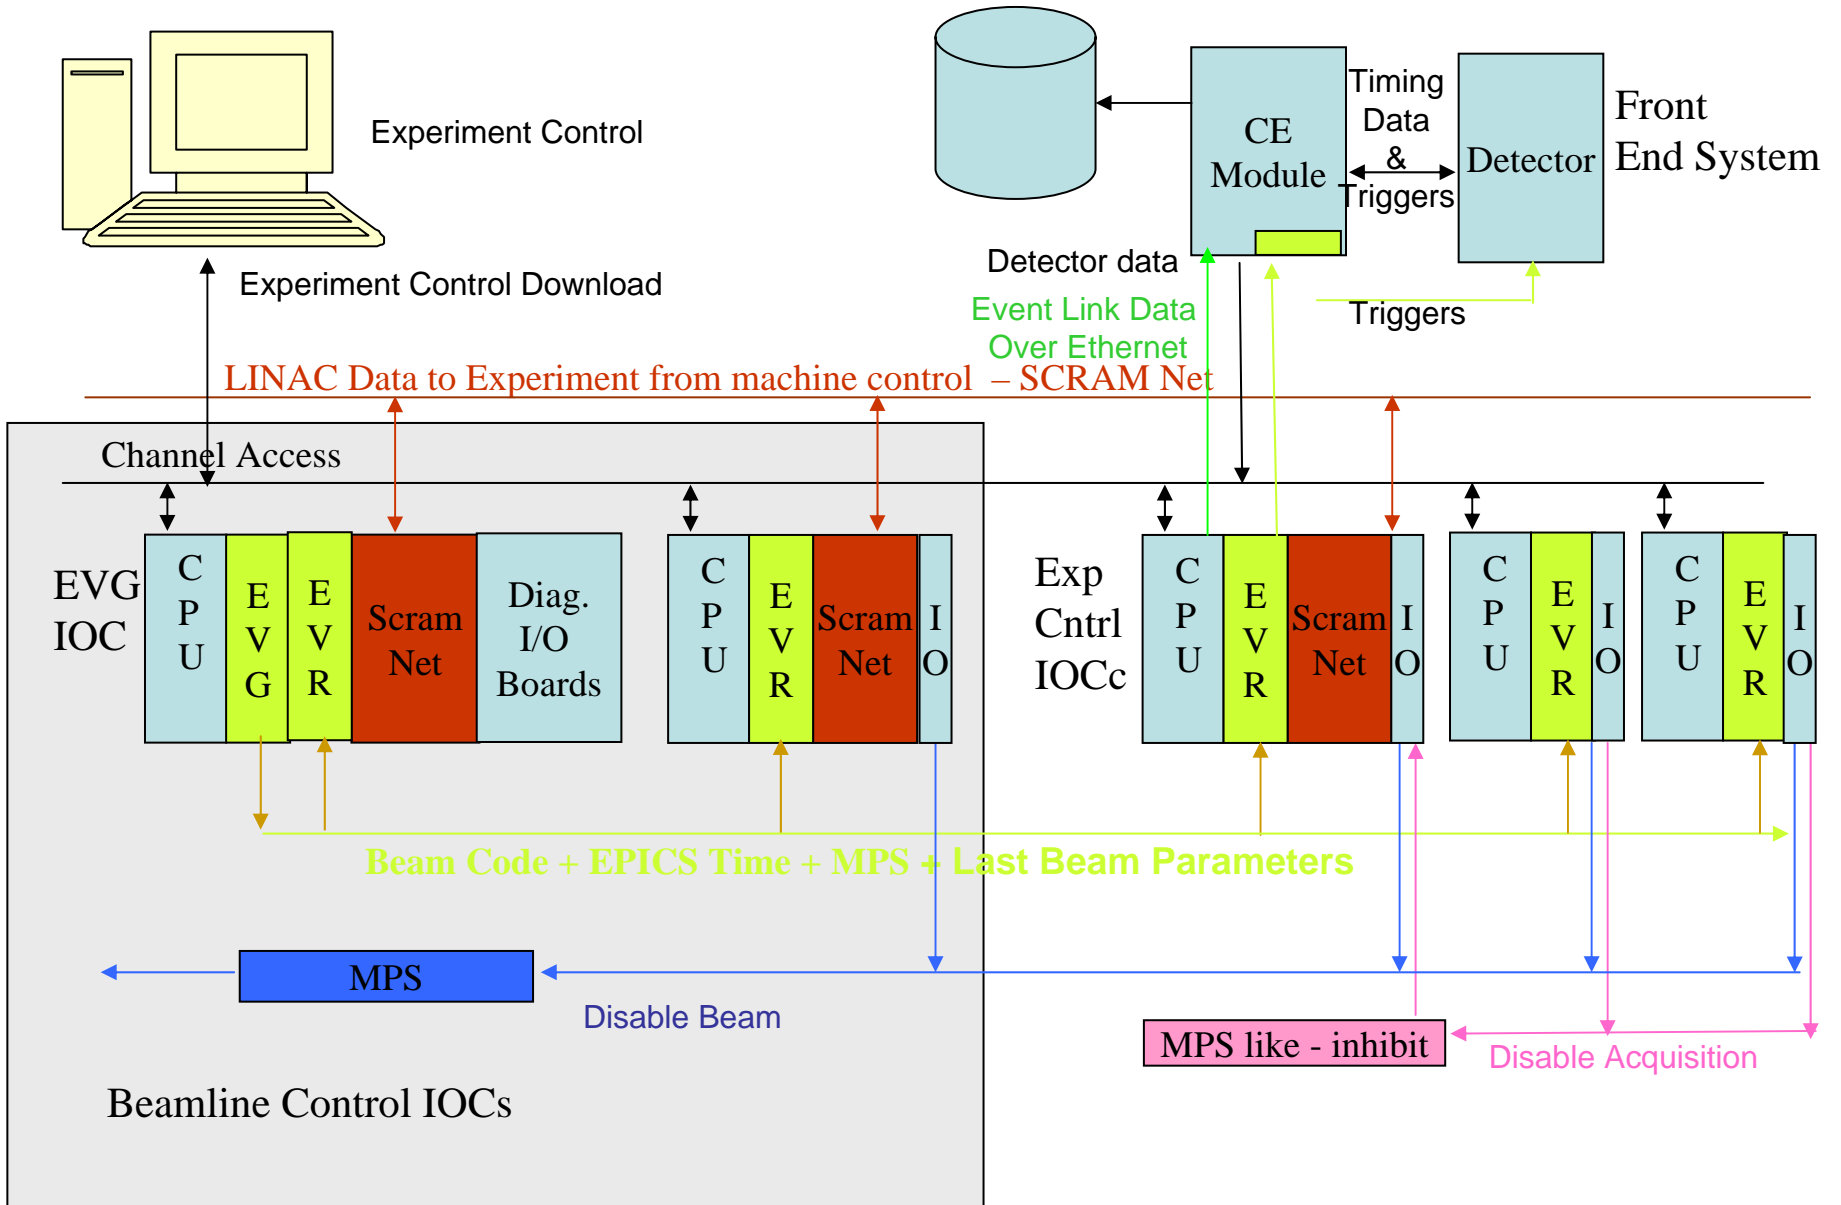 Experiment Control
CE
Module
Timing
Data
&
Triggers
Detector
Front
End System
Experiment Control Download
Detector data
Event Link Data
Over Ethernet
Triggers
LINAC Data to Experiment from machine control – SCRAM Net
Channel Access
EVG
IOC
C
P
U
E
V
G
E
V
R
Scram
Net
Diag.
I/O
Boards
C
P
U
E
V
R
Scram
Net
I
O
Exp
Cntrl
IOCc
C
P
U
E
V
R
Scram
Net
I
O
C
P
U
E
V
R
I
O
C
P
U
E
V
R
I
O
Beam Code + EPICS Time + MPS + Last Beam Parameters
MPS
Disable Beam
MPS like - inhibit
Disable Acquisition
Beamline Control IOCs